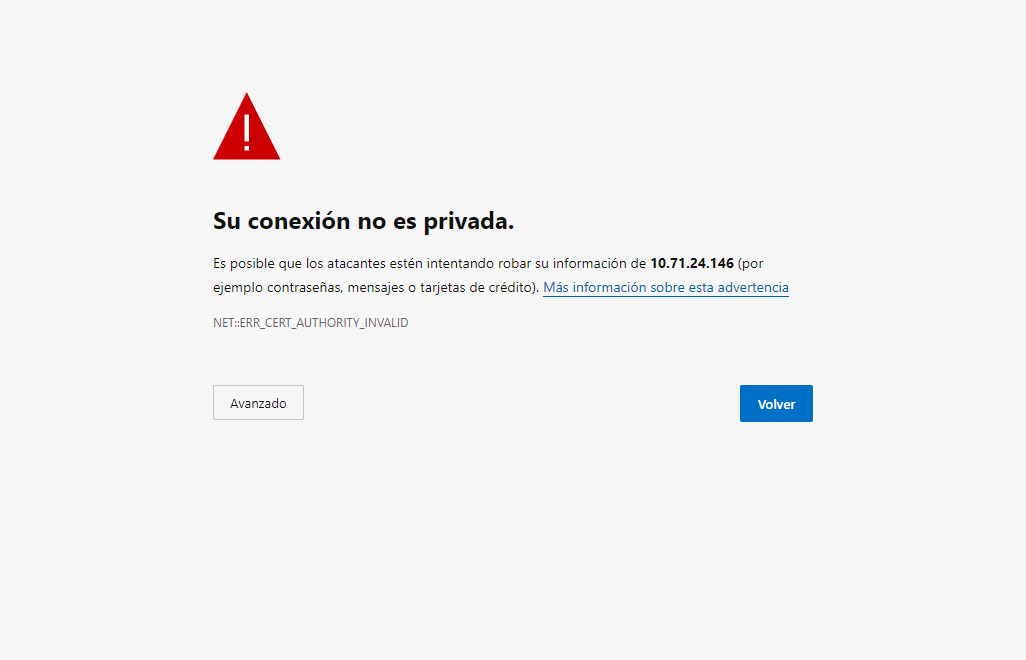 Su conexión no es privada.
Es posible que los atacantes estén intentando robar su información de 10.71.24.146 (por
ejemplo contraseñas, mensajes o tarjetas de crédito). Más información sobre esta advertencia
NET::ERR_CERT_AUTHORITY_INVALID
Avanzado
Volver